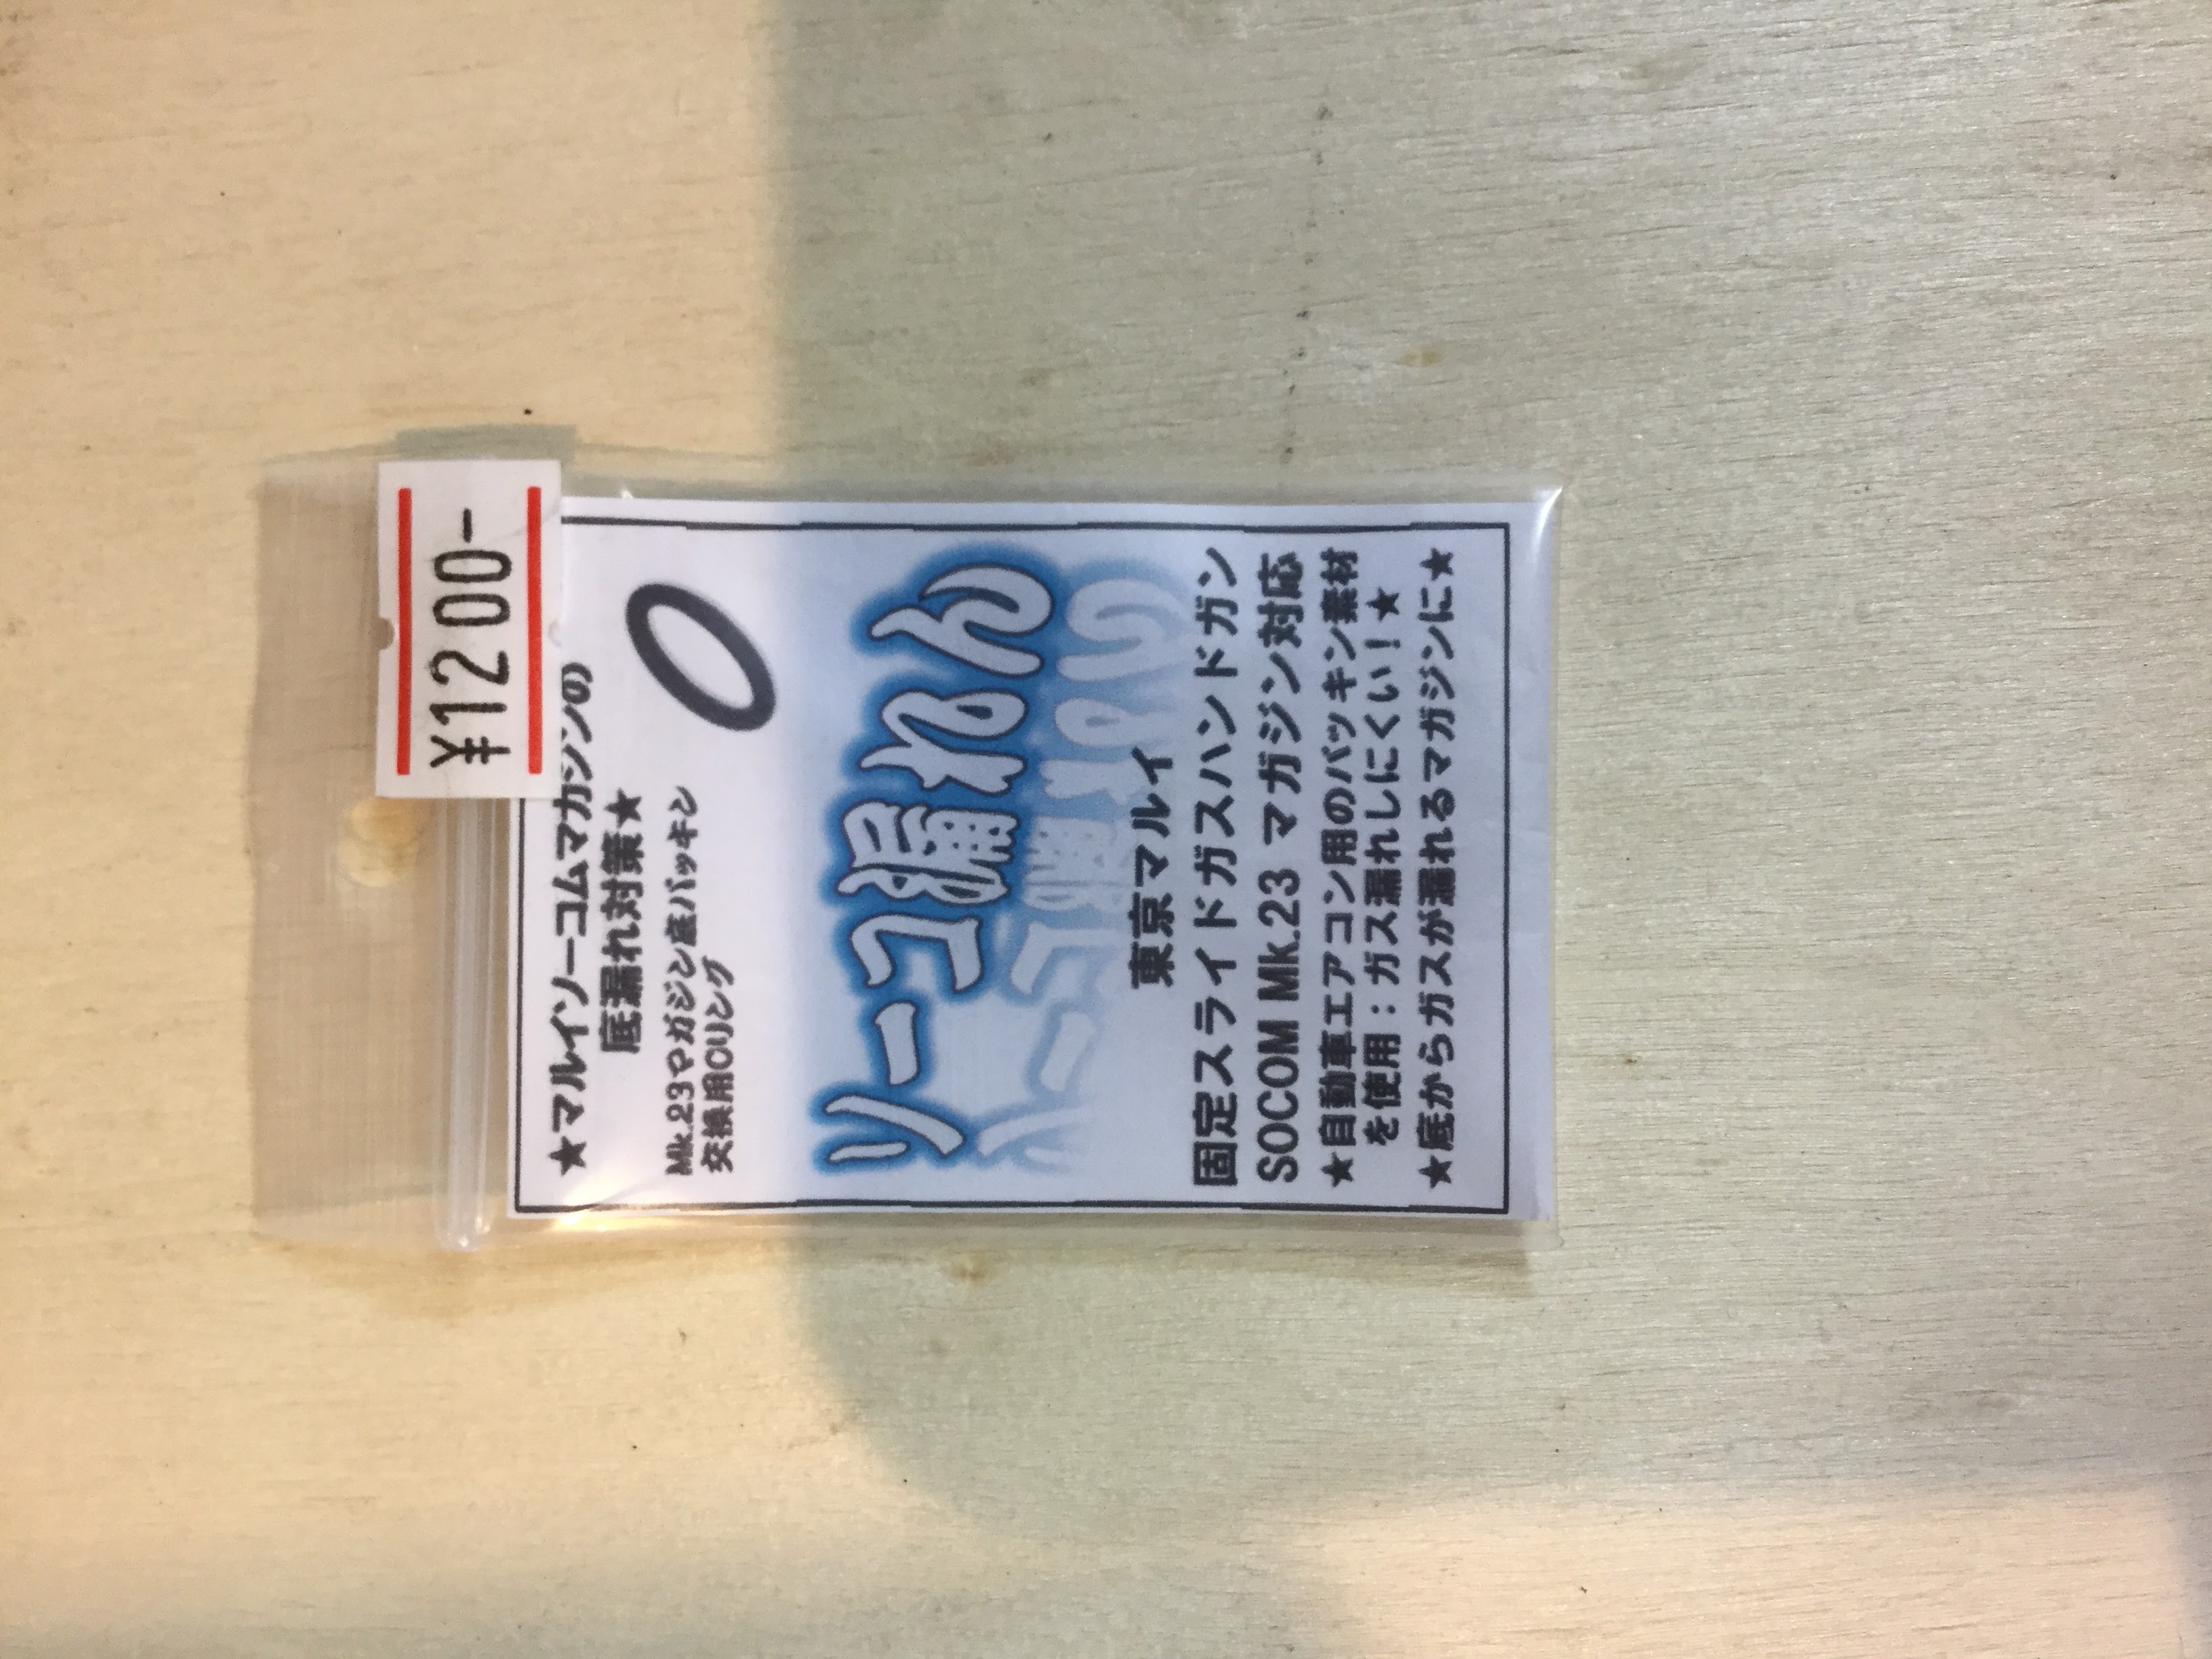 ¥1200-
★マルイソーコムマガジンの
底漏れ対策★
Mk.23マガジン底パッキン
交換用Oリング
ソーコ漏れん
東京マルイ
固定スライドガスハンドガン
SOCOM Mk.23 マガジン対応
★自動車エアコン用のパッキン素材
を使用：ガス漏れしにくい！★
★底からガスが漏れるマガジンに★